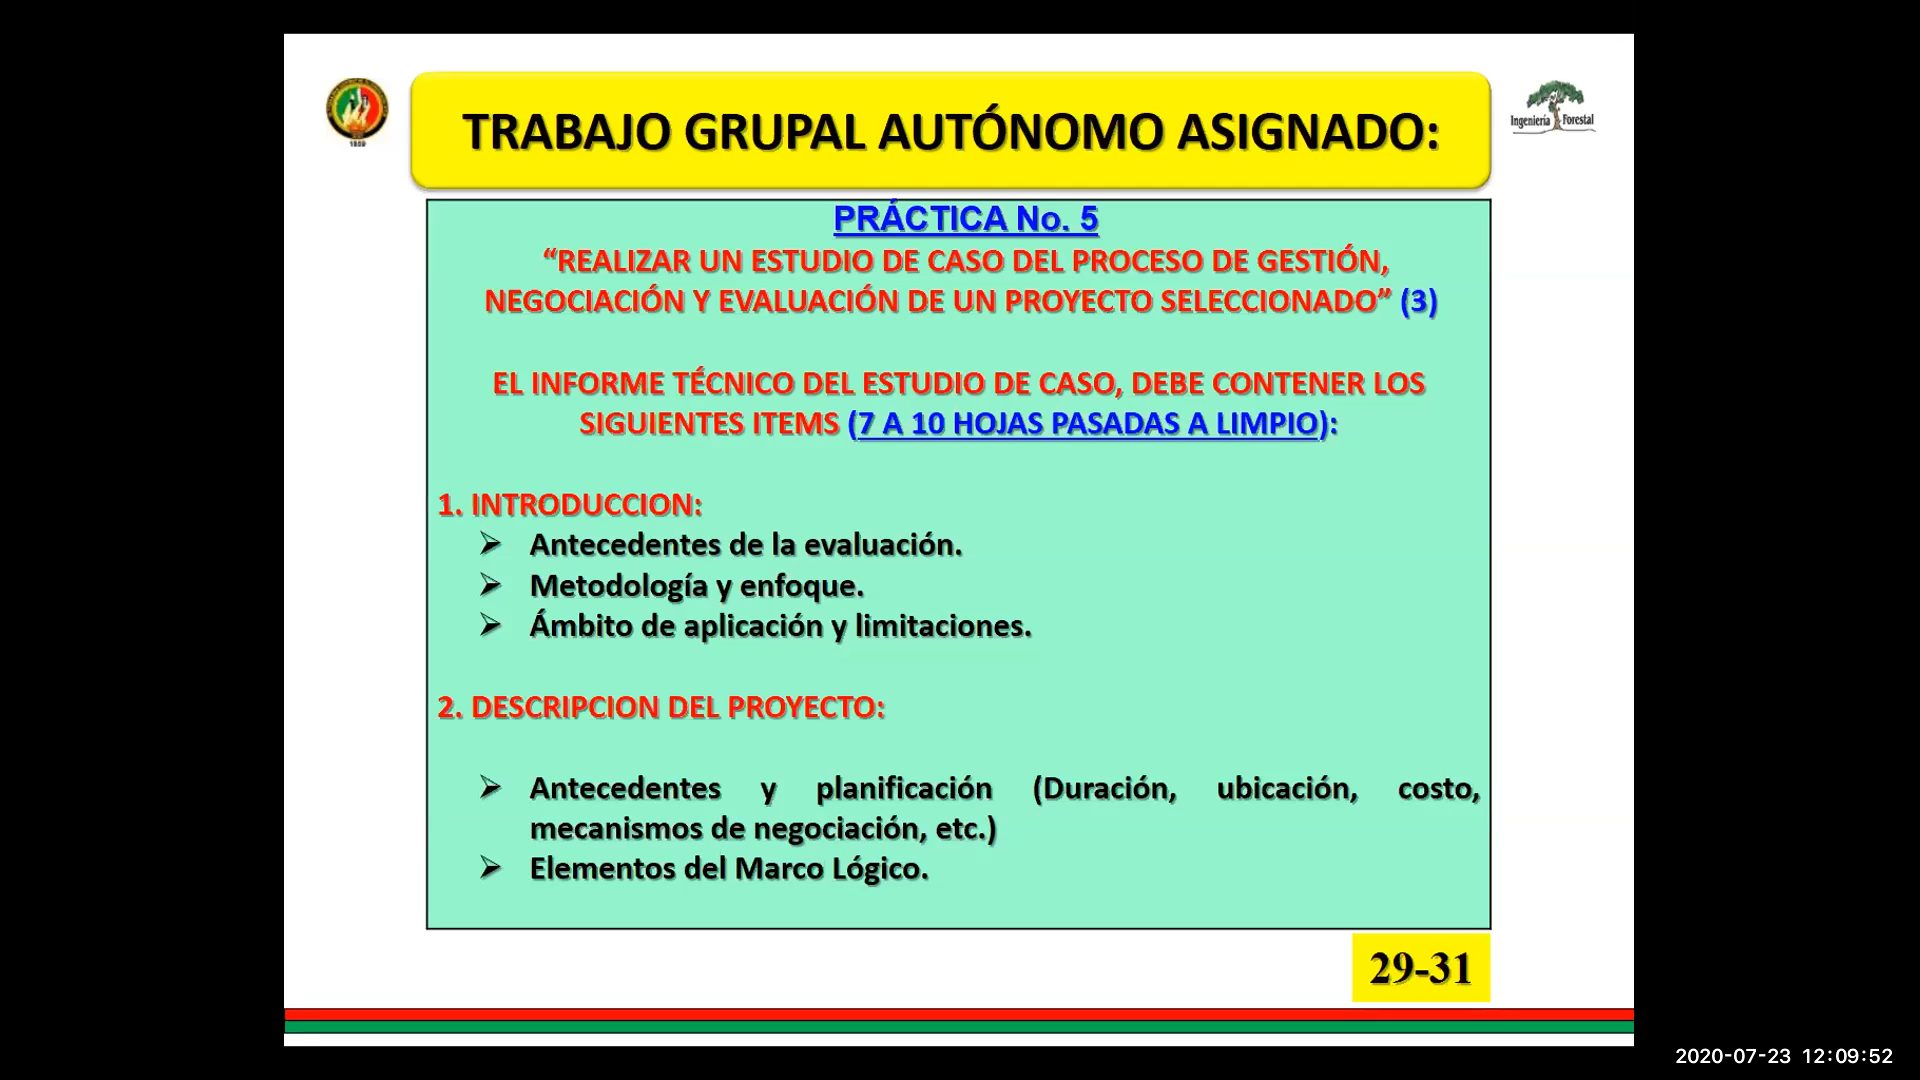 TRABAJO GRUPAL AUTÓNOMO ASIGNADO:
1859
Ingeniería Forestal
PRÁCTICA No. 5
“REALIZAR UN ESTUDIO DE CASO DEL PROCESO DE GESTIÓN,
NEGOCIACIÓN Y EVALUACIÓN DE UN PROYECTO SELECCIONADO” (3)
EL INFORME TÉCNICO DEL ESTUDIO DE CASO, DEBE CONTENER LOS
SIGUIENTES ITEMS (7 A 10 HOJAS PASADAS A LIMPIO):
1. INTRODUCCION:
➢ Antecedentes de la evaluación.
➢ Metodología y enfoque.
➢ Ámbito de aplicación y limitaciones.
2. DESCRIPCION DEL PROYECTO:
➢ Antecedentes y planificación (Duración, ubicación, costo,
mecanismos de negociación, etc.)
➢ Elementos del Marco Lógico.
29-31
2020-07-23 12:09:52